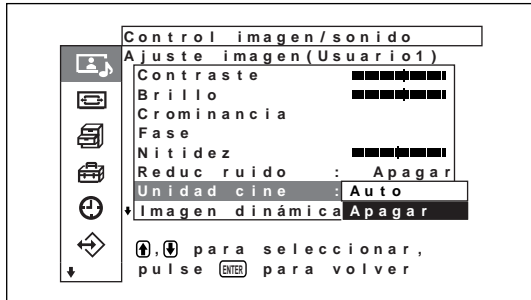 Control imagen/sonido
Ajuste imagen(Usuario1)
Contraste
Brillo
Crominancia
Fase
Nitidez
Reduc ruido : Apagar
Unidad cine : Auto
Imagen dinámica Apagar
, para seleccionar,
pulse ENTER para volver